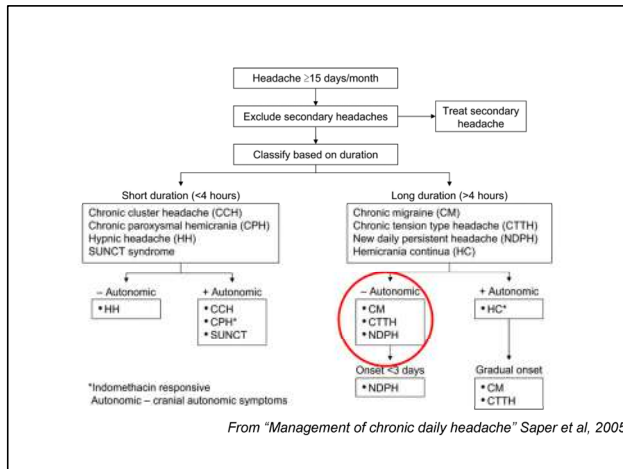 Headache ≥15 days/month
Exclude secondary headaches
Treat secondary
headache
Classify based on duration
Short duration (<4 hours)
Chronic cluster headache (CCH)
Chronic paroxysmal hemicrania (CPH)
Hypnic headache (HH)
SUNCT syndrome
Long duration (>4 hours)
Chronic migraine (CM)
Chronic tension type headache (CTTH)
New daily persistent headache (NDPH)
Hemicrania continua (HC)
– Autonomic
• HH
+ Autonomic
• CCH
• CPH*
• SUNCT
– Autonomic
• CM
• CTTH
• NDPH
+ Autonomic
• HC*
Onset <3 days
• NDPH
Gradual onset
• CM
• CTTH
*Indomethacin responsive
Autonomic – cranial autonomic symptoms
From “Management of chronic daily headache” Saper et al, 2005